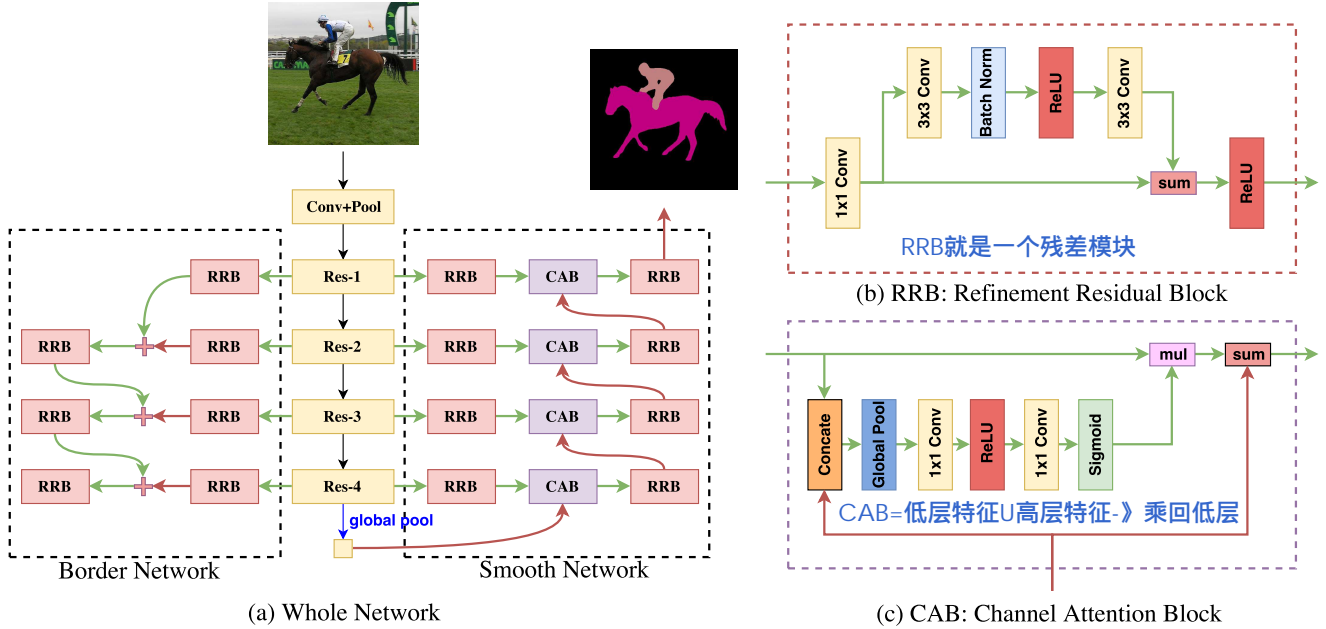 Conv+Pool
RRB
Res-1
RRB
CAB
RRB
RRB
RRB
Res-2
RRB
CAB
RRB
RRB
RRB
Res-3
RRB
CAB
RRB
RRB
RRB
Res-4
RRB
CAB
RRB
global pool
Border Network
Smooth Network
(a) Whole Network
1x1 Conv
3x3 Conv
Batch Norm
ReLU
3x3 Conv
sum
ReLU
RRB就是一个残差模块
(b) RRB: Refinement Residual Block
mul
sum
Concate
Global Pool
1x1 Conv
ReLU
1x1 Conv
Sigmoid
CAB=低层特征U高层特征-》乘回低层
(c) CAB: Channel Attention Block